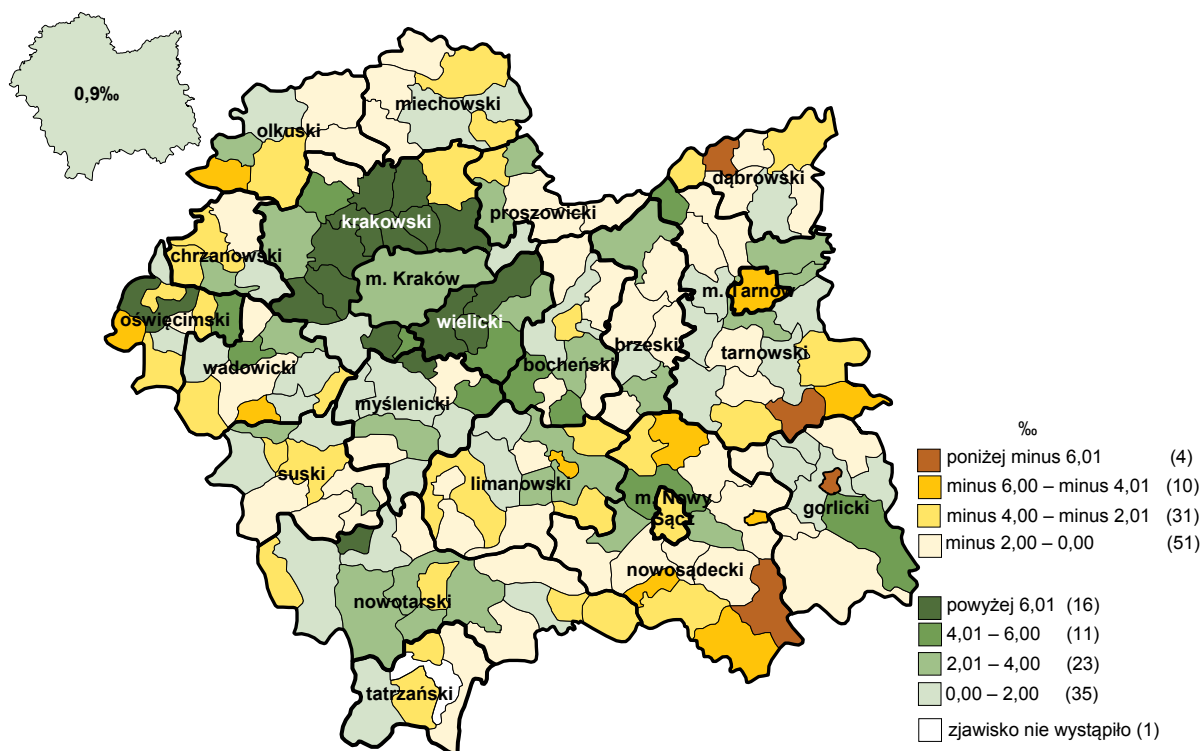 0,9‰
miechowski
olkuski
dąbrowski
krakowski
proszowicki
chrzanowski
m. Kraków
m. Tarnów
oświęcimski
wielicki
bocheński
brzeski
tarnowski
wadowicki
myślenicki
suski
limanowski
m. Nowy
Sącz
gorlicki
nowosądecki
nowotarski
tatrzański
‰
poniżej minus 6,01 (4)
minus 6,00 – minus 4,01 (10)
minus 4,00 – minus 2,01 (31)
minus 2,00 – 0,00 (51)
powyżej 6,01 (16)
4,01 – 6,00 (11)
2,01 – 4,00 (23)
0,00 – 2,00 (35)
zjawisko nie wystąpiło (1)